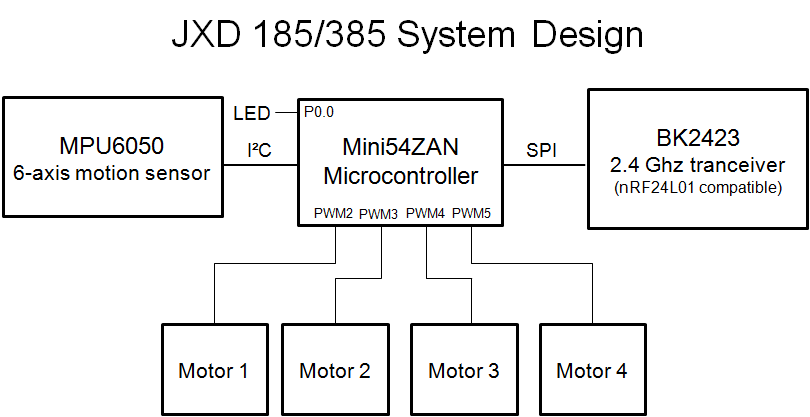 JXD 185/385 System Design
MPU6050
6-axis motion sensor
LED
I²C
P0.0
Mini54ZAN
Microcontroller
PWM2 PWM3 PWM4 PWM5
SPI
BK2423
2.4 Ghz tranceiver
(nRF24L01 compatible)
Motor 1
Motor 2
Motor 3
Motor 4